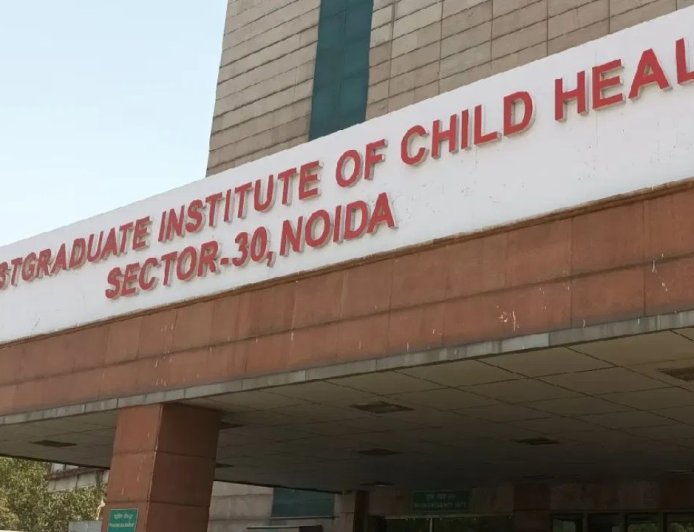 STGRADUATE INSTITUTE OF CHILD HEAL
SECTOR-30, NOIDA